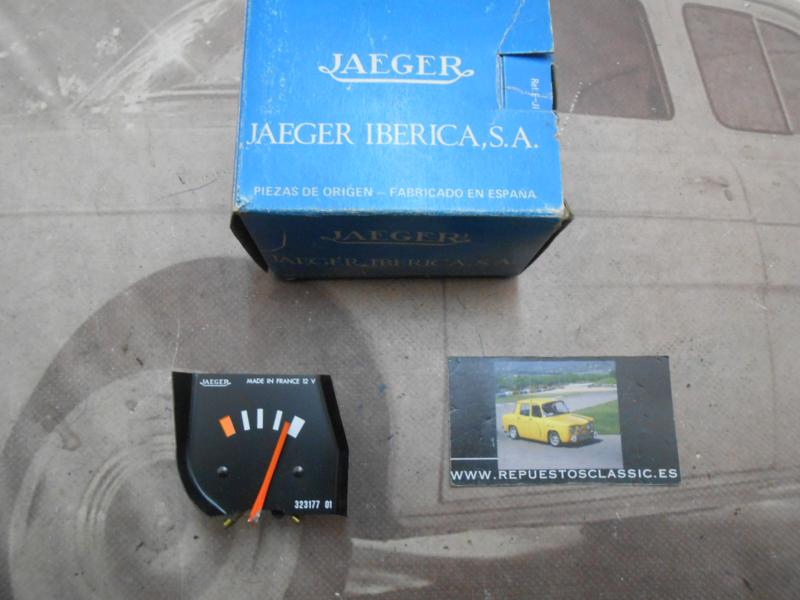 JAEGER
JAEGER IBERICA, S.A.
PIEZAS DE ORIGEN – FABRICADO EN ESPAÑA
JAEGER
JAEGER IBERICA, S.A.
JAEGER MADE IN FRANCE 12 V
323177 01
WWW.REPUESTOSCLASSIC.ES